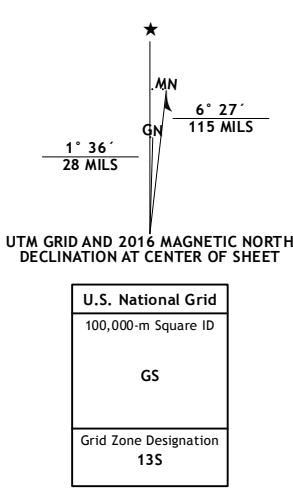 ★
MN
6° 27´
115 MILS
GN
1° 36´
28 MILS
UTM GRID AND 2016 MAGNETIC NORTH
DECLINATION AT CENTER OF SHEET
U.S. National Grid
100,000-m Square ID
GS
Grid Zone Designation
13S